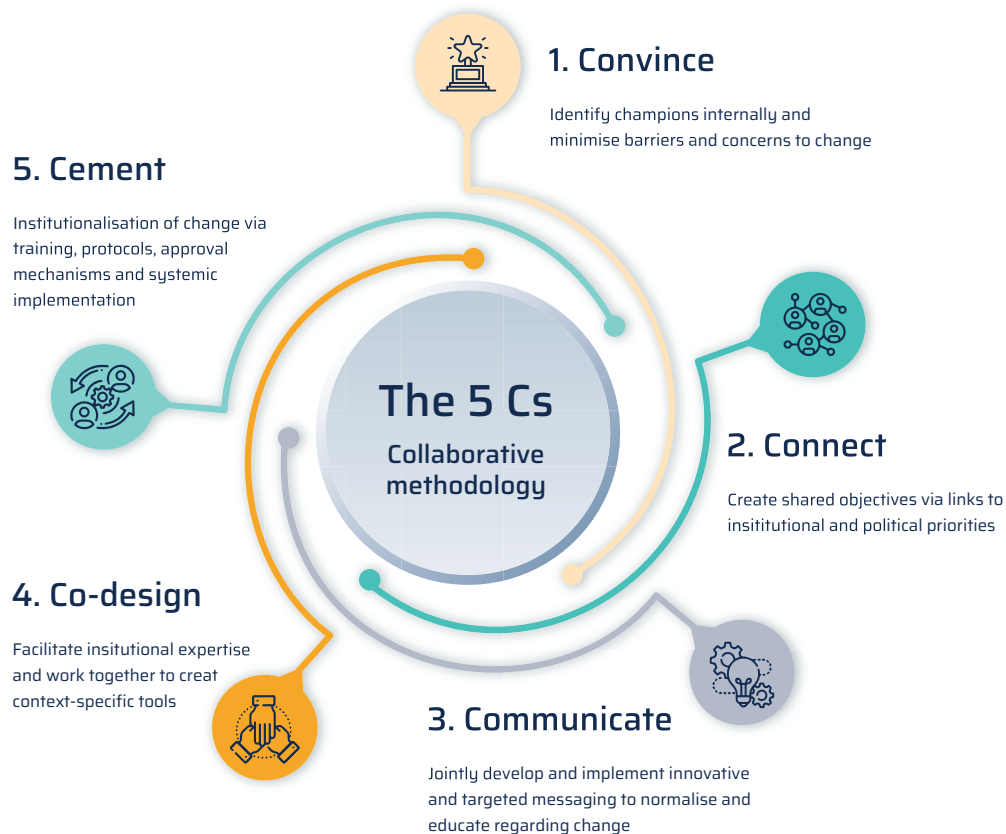 1. Convince
Identify champions internally and
minimise barriers and concerns to change
5. Cement
Institutionalisation of change via
training, protocols, approval
mechanisms and systemic
implementation
The 5 Cs
Collaborative
methodology
2. Connect
Create shared objectives via links to
insititutional and political priorities
4. Co-design
Facilitate insitutional expertise
and work together to creat
context-specific tools
3. Communicate
Jointly develop and implement innovative
and targeted messaging to normalise and
educate regarding change